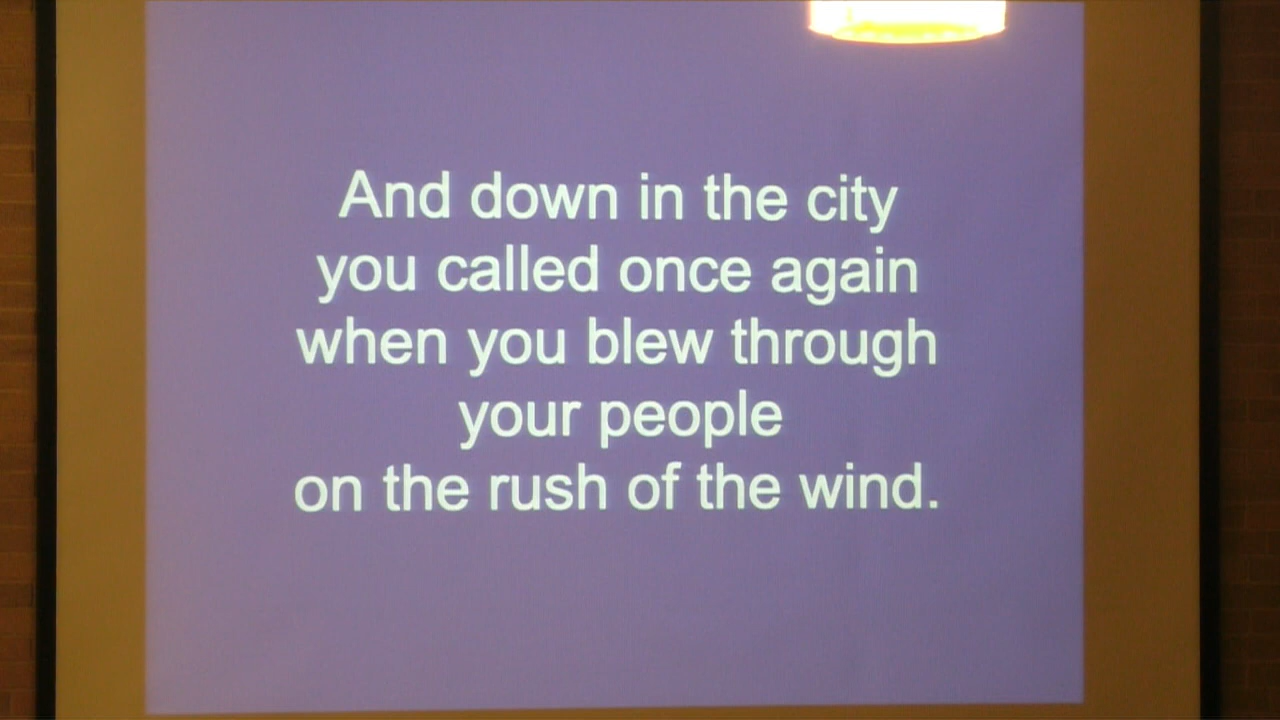 And down in the city
you called once again
when you blew through
your people
on the rush of the wind.